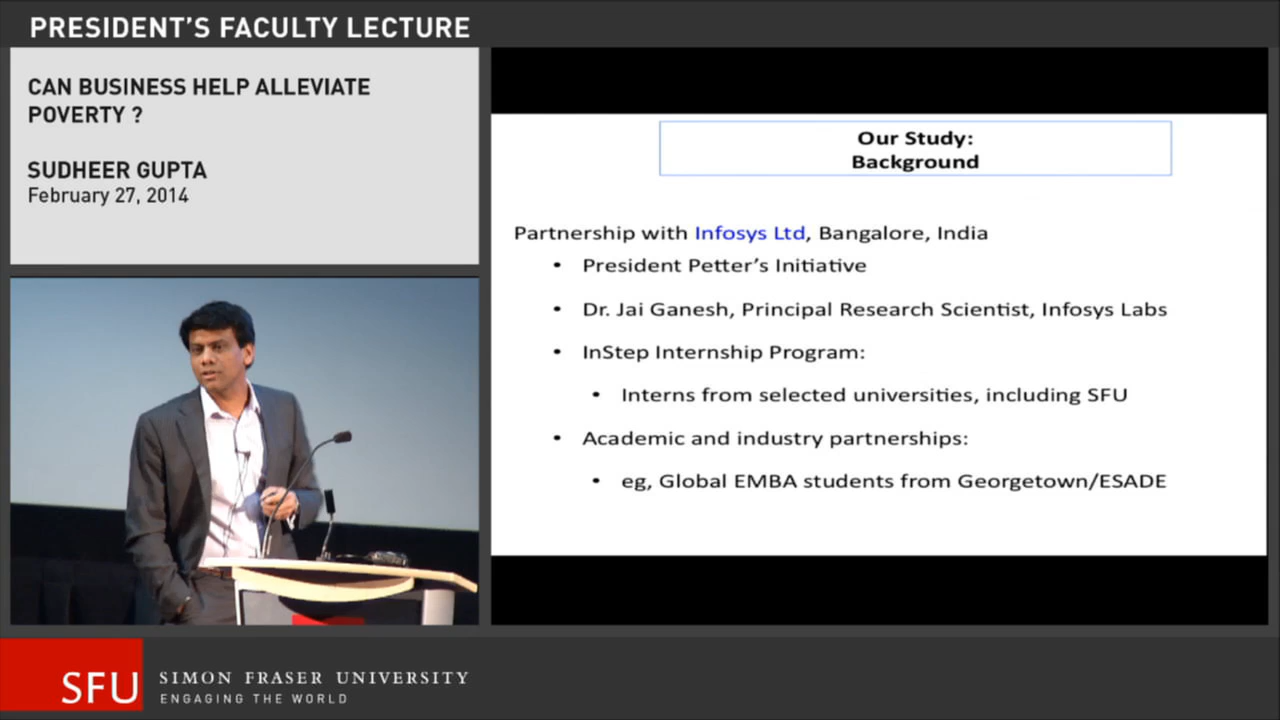 PRESIDENT'S FACULTY LECTURE
CAN BUSINESS HELP ALLEVIATE
POVERTY ?
SUDHEER GUPTA
February 27, 2014
Our Study:
Background
Partnership with Infosys Ltd, Bangalore, India
• President Petter's Initiative
• Dr. Jai Ganesh, Principal Research Scientist, Infosys Labs
• InStep Internship Program:
• Interns from selected universities, including SFU
• Academic and industry partnerships:
• eg, Global EMBA students from Georgetown/ESADE
SFU
SIMON FRASER UNIVERSITY
ENGAGING THE WORLD